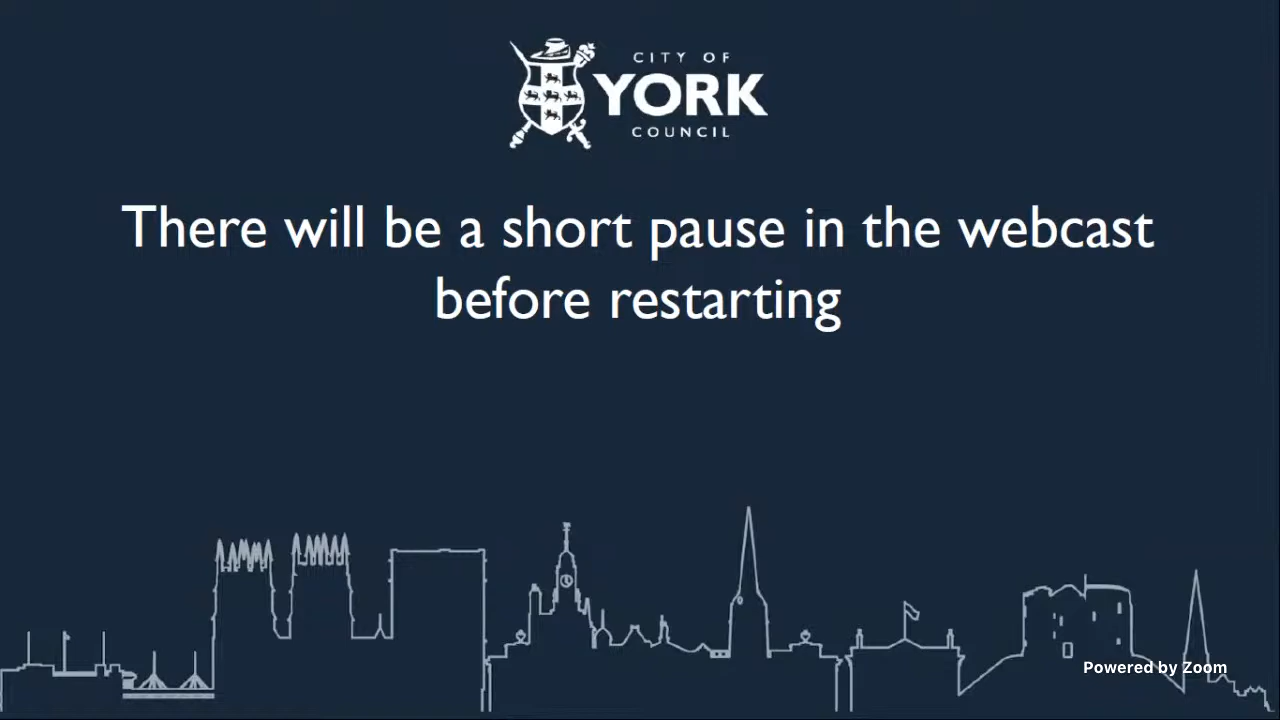 CITY OF
YORK
COUNCIL
There will be a short pause in the webcast
before restarting
Powered by Zoom